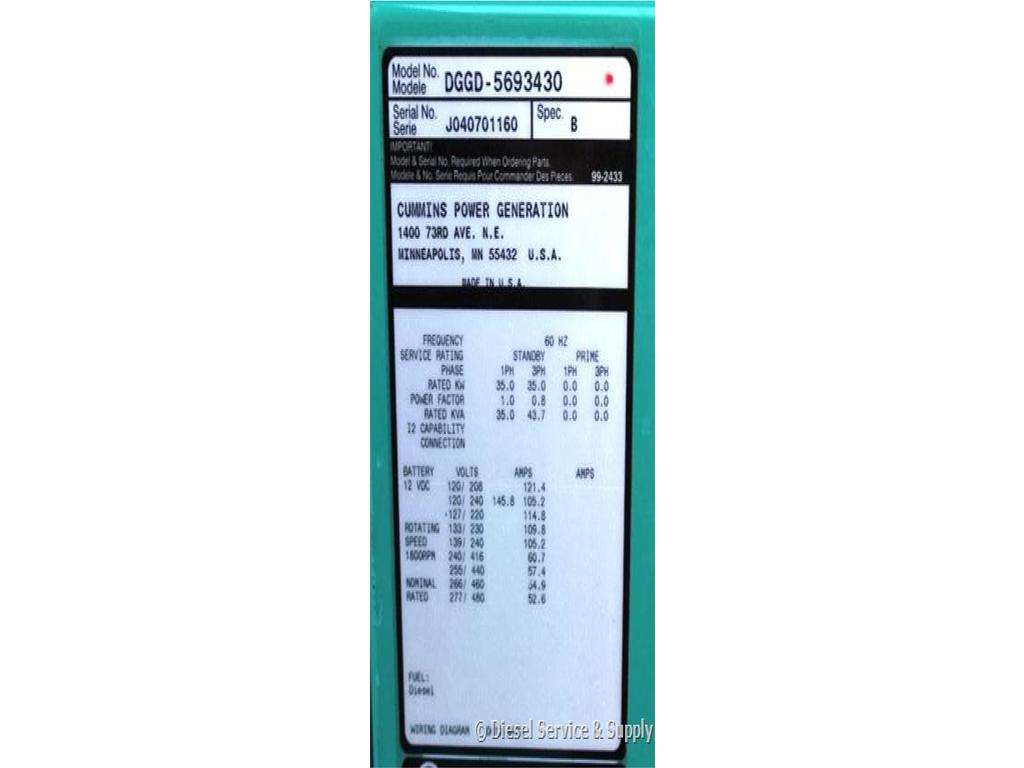 Model No.
Modele DGGD-5693430
Serial No.
Serie J040701160
Spec. B
IMPORTANT!
Model & Serial No. Required When Ordering Parts.
Modele & No. Serie Requis Pour Commander Des Pieces. 99-2433
CUMMINS POWER GENERATION
1400 73RD AVE. N.E.
MINNEAPOLIS, MN 55432 U.S.A.
MADE IN U.S.A.
FREQUENCY 60 HZ
SERVICE RATING STANDBY PRIME
PHASE 1PH 3PH 1PH 3PH
RATED KW 35.0 35.0 0.0 0.0
POWER FACTOR 1.0 0.8 0.0 0.0
RATED KVA 35.0 43.7 0.0 0.0
I2 CAPABILITY
CONNECTION
BATTERY VOLTS AMPS AMPS
12 VDC 120/ 208 121.4
120/ 240 145.8 105.2
127/ 220 114.8
ROTATING 133/ 230 109.8
SPEED 139/ 240 105.2
1800RPM 240/ 416 60.7
255/ 440 57.4
NOMINAL 266/ 460 54.9
RATED 277/ 480 52.6
FUEL:
Diesel
WIRING DIAGRAM
© Diesel Service & Supply